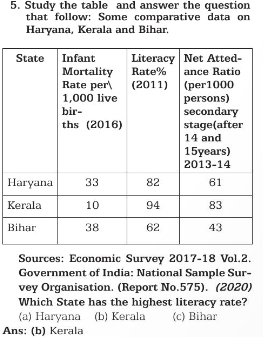 5. Study the table and answer the question
that follow: Some comparative data on
Haryana, Kerala and Bihar.
State Infant Literacy Net Atted-
Mortality Rate% ance Ratio
Rate per\ (2011) (per1000
1,000 live persons)
bir- secondary
ths (2016) stage(after
14 and
15years)
2013-14
Haryana 33 82 61
Kerala 10 94 83
Bihar 38 62 43
Sources: Economic Survey 2017-18 Vol.2.
Government of India: National Sample Sur-
vey Organisation. (Report No.575). (2020)
Which State has the highest literacy rate?
(a) Haryana (b) Kerala (c) Bihar
Ans: (b) Kerala